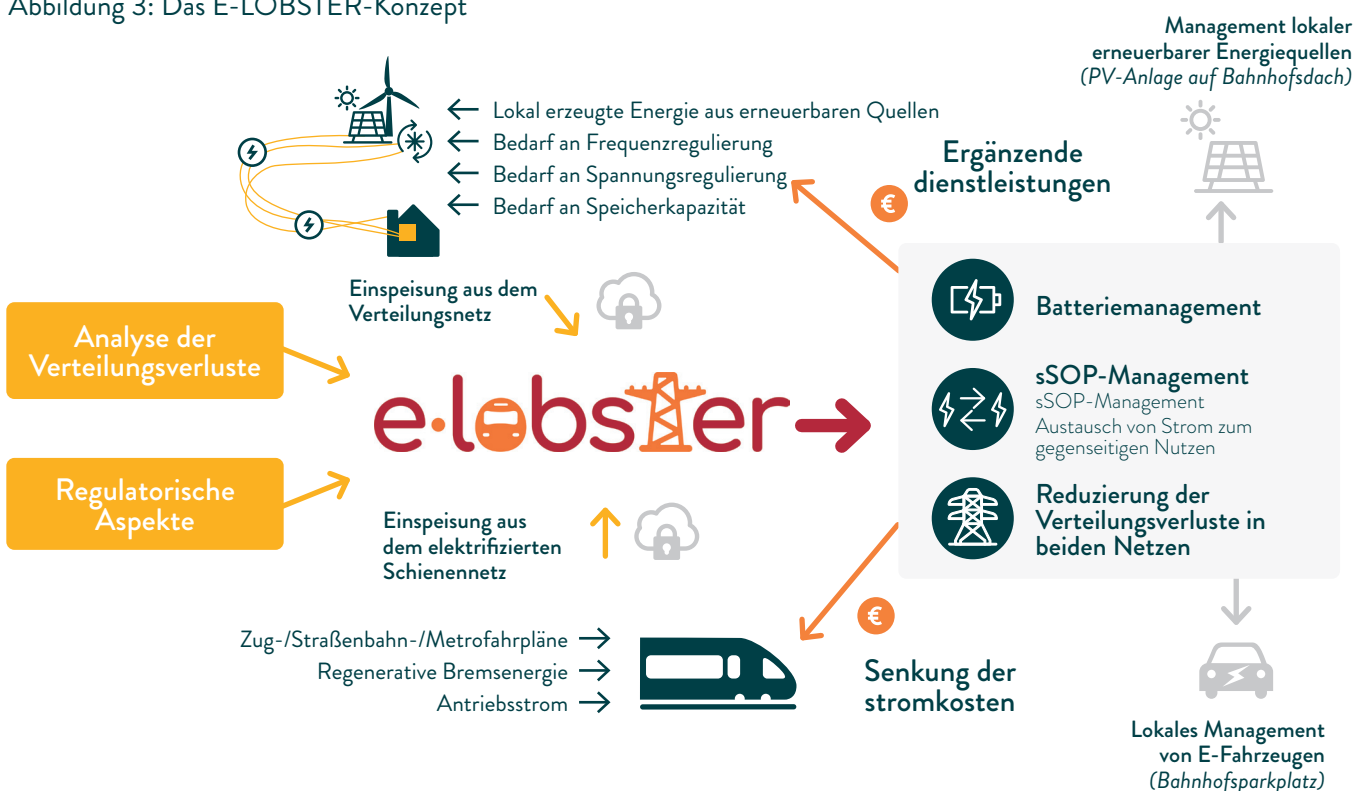 Abbildung 3: Das E-LOBSTER-Konzept
Management lokaler
erneuerbarer Energiequellen
(PV-Anlage auf Bahnhofsdach)
Lokal erzeugte Energie aus erneuerbaren Quellen
Bedarf an Frequenzregulierung
Bedarf an Spannungsregulierung
Bedarf an Speicherkapazität
Ergänzende
dienstleistungen
€
Einspeisung aus dem
Verteilungsnetz
Analyse der
Verteilungsverluste
Regulatorische
Aspekte
e·lobster
Batteriemanagement
sSOP-Management
sSOP-Management
Austausch von Strom zum
gegenseitigen Nutzen
Reduzierung der
Verteilungsverluste in
beiden Netzen
Einspeisung aus
dem elektrifizierten
Schienennetz
Zug-/Straßenbahn-/Metrofahrpläne
Regenerative Bremsenergie
Antriebsstrom
€
Senkung der
stromkosten
Lokales Management
von E-Fahrzeugen
(Bahnhofsparkplatz)